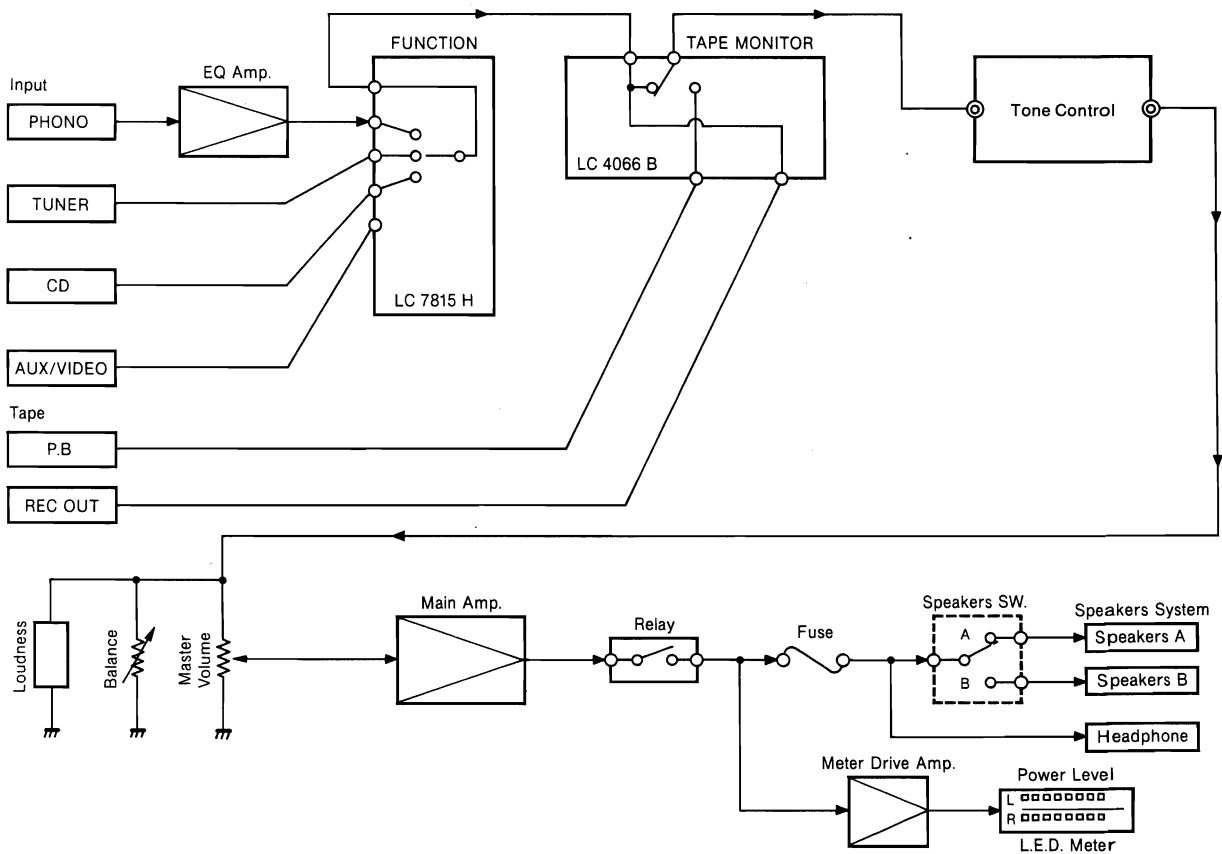 FUNCTION
TAPE MONITOR
EQ Amp.
Input
PHONO
Tone Control
LC 4066 B
TUNER
CD
LC 7815 H
AUX/VIDEO
Tape
P.B
REC OUT
Loudness
Balance
Master
Volume
Main Amp.
Relay
Fuse
Speakers SW.
A
B
Speakers System
Speakers A
Speakers B
Headphone
Meter Drive Amp.
Power Level
L
R
L.E.D. Meter